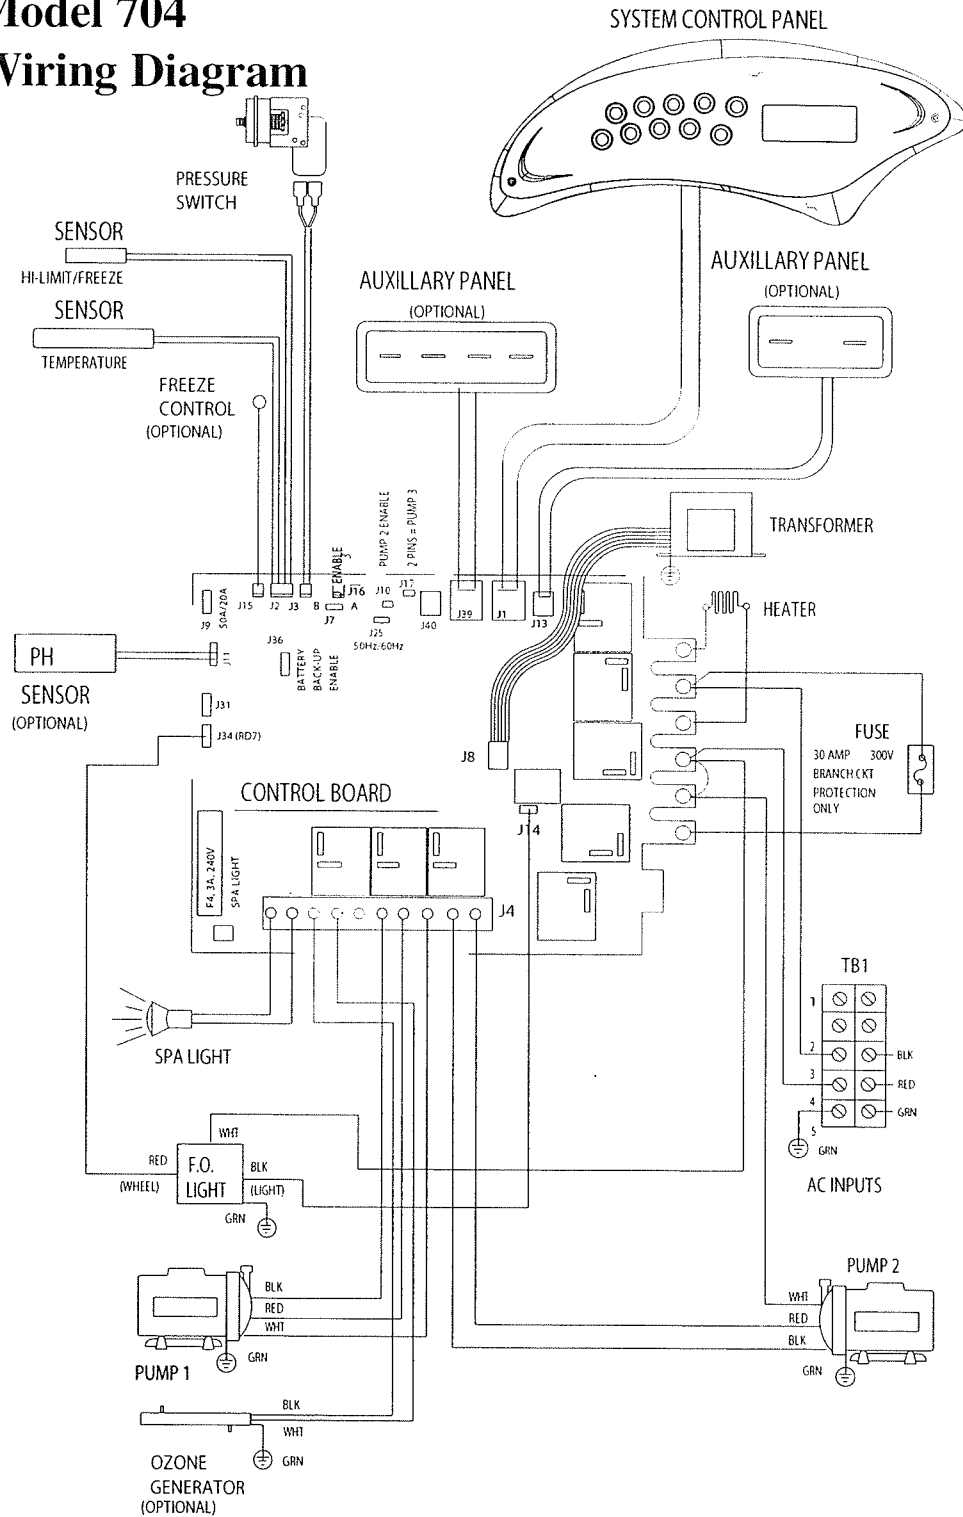 Model 704
Wiring Diagram
SYSTEM CONTROL PANEL
PRESSURE
SWITCH
SENSOR
HI-LIMIT/FREEZE
SENSOR
TEMPERATURE
FREEZE
CONTROL
(OPTIONAL)
AUXILLARY PANEL
(OPTIONAL)
AUXILLARY PANEL
(OPTIONAL)
TRANSFORMER
HEATER
PUMP 2 ENABLE
2 PINS = PUMP 3
ENABLE
J9
50A/20A
J15
J2
J3
B
J7
A
J16
J10
J17
J25
50Hz/60Hz
J40
J39
J1
J13
J36
BATTERY
BACK-UP
ENABLE
J11
PH
SENSOR
(OPTIONAL)
J31
J34 (RD7)
J8
J14
FUSE
30 AMP 300V
BRANCH CKT
PROTECTION
ONLY
CONTROL BOARD
F4, 3A, 240V
SPA LIGHT
J4
TB1
1
2
3
4
5
BLK
RED
GRN
GRN
AC INPUTS
SPA LIGHT
WHT
RED
(WHEEL)
F.O.
LIGHT
BLK
(LIGHT)
GRN
BLK
RED
WHT
GRN
PUMP 1
PUMP 2
WHT
RED
BLK
GRN
BLK
WHT
GRN
OZONE
GENERATOR
(OPTIONAL)